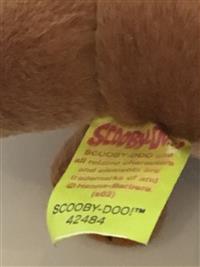 SCOOBY-DOO
SCOOBY-DOO and
all related characters
and elements are
trademarks of and
© Hanna-Barbera.
(s02)
SCOOBY-DOO!™
42484